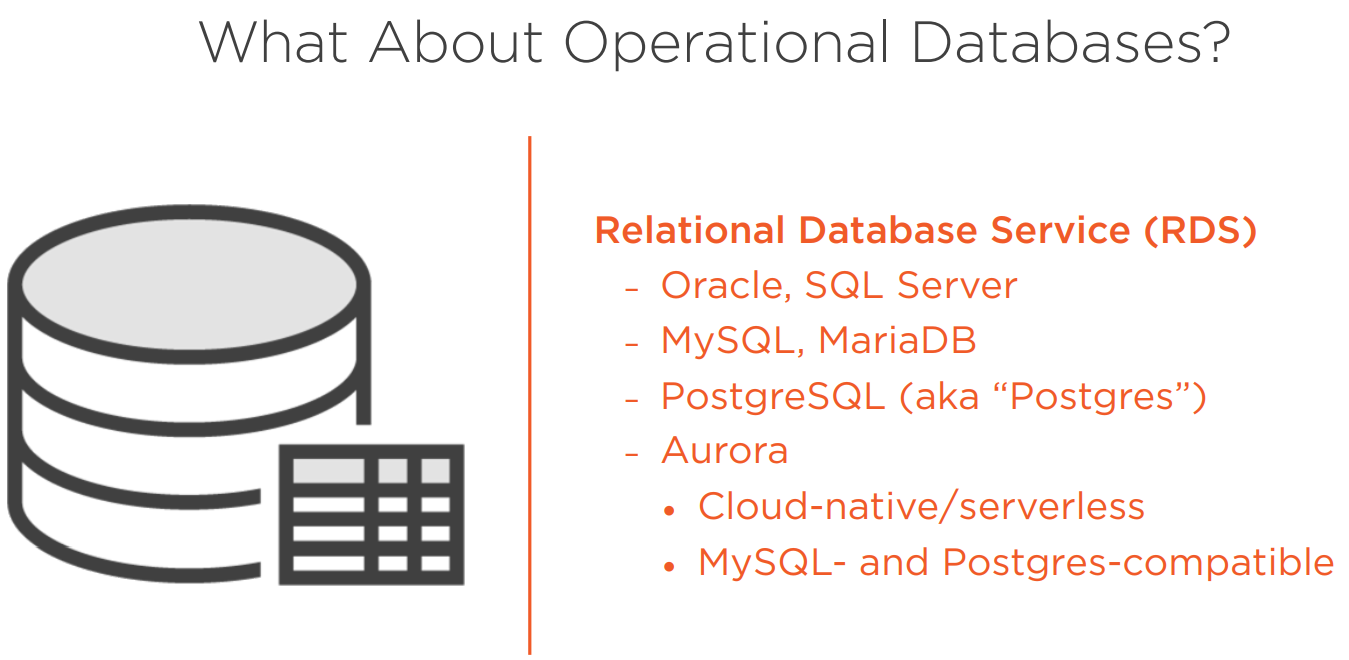 What About Operational Databases?
Relational Database Service (RDS)
- Oracle, SQL Server
- MySQL, MariaDB
- PostgreSQL (aka “Postgres”)
- Aurora
• Cloud-native/serverless
• MySQL- and Postgres-compatible